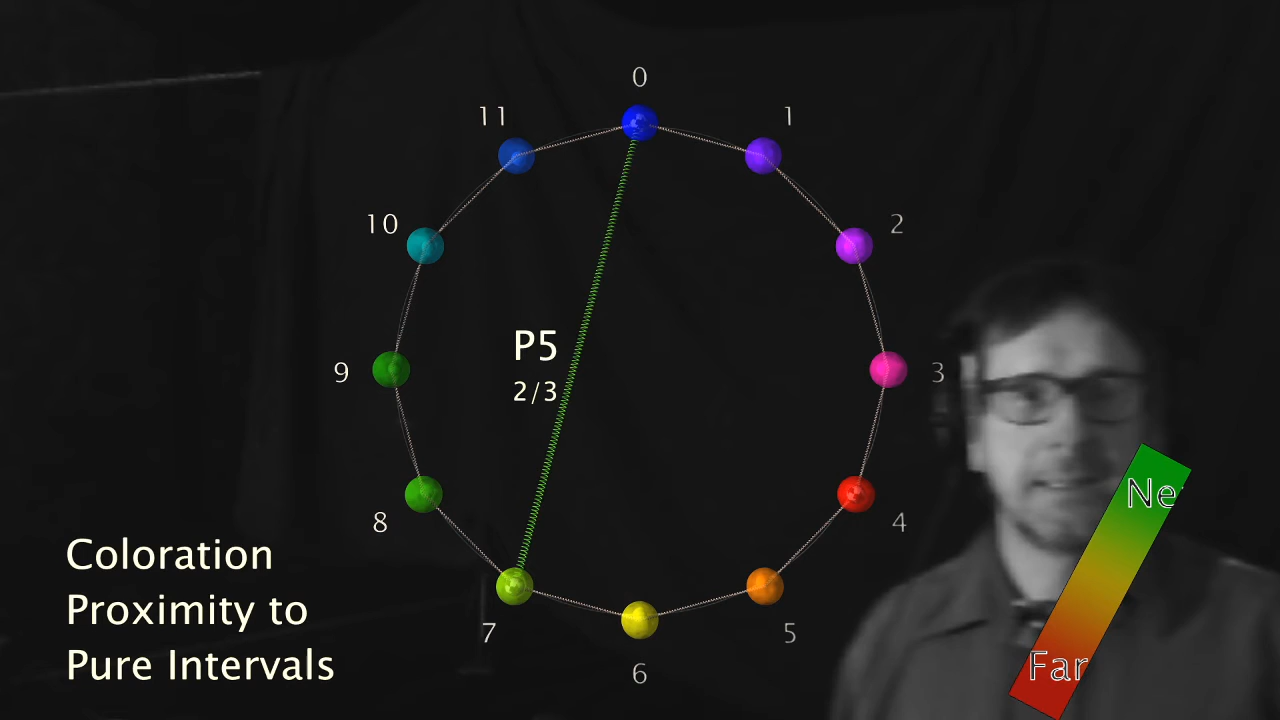 0
11
1
10
2
P5
2/3
9
3
Ne
8
4
Coloration
Proximity to
Pure Intervals
7
5
6
Far